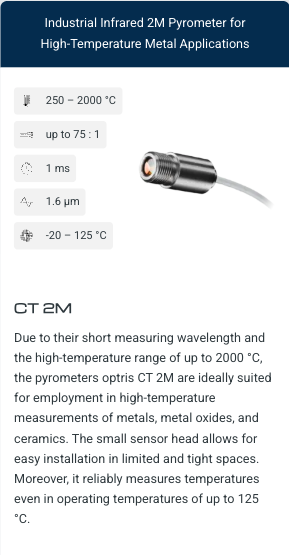 Industrial Infrared 2M Pyrometer for
High-Temperature Metal Applications
250 – 2000 °C
up to 75 : 1
1 ms
1.6 µm
-20 – 125 °C
CT 2M
Due to their short measuring wavelength and
the high-temperature range of up to 2000 °C,
the pyrometers optris CT 2M are ideally suited
for employment in high-temperature
measurements of metals, metal oxides, and
ceramics. The small sensor head allows for
easy installation in limited and tight spaces.
Moreover, it reliably measures temperatures
even in operating temperatures of up to 125
°C.